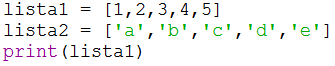 lista1 = [1,2,3,4,5]
lista2 = ['a','b','c','d','e']
print(lista1)